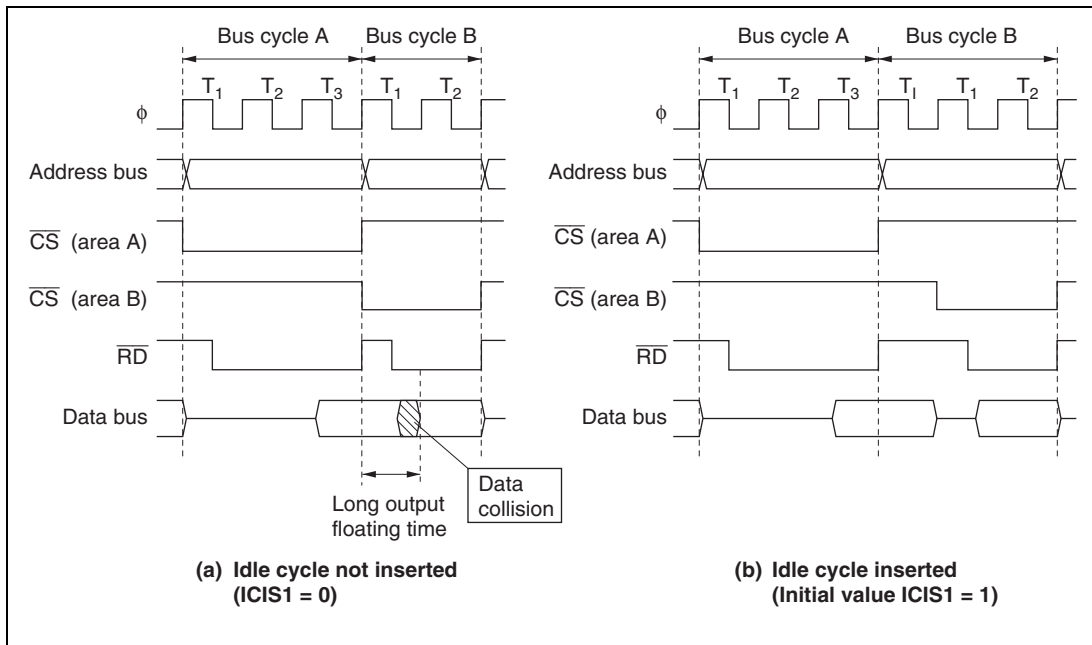 Bus cycle A Bus cycle B
T1 T2 T3 T1 T2
ϕ
Address bus
CS (area A)
CS (area B)
RD
Data bus
Long output
floating time
Data
collision
(a) Idle cycle not inserted
(ICIS1 = 0)
Bus cycle A Bus cycle B
T1 T2 T3 TI T1 T2
ϕ
Address bus
CS (area A)
CS (area B)
RD
Data bus
(b) Idle cycle inserted
(Initial value ICIS1 = 1)